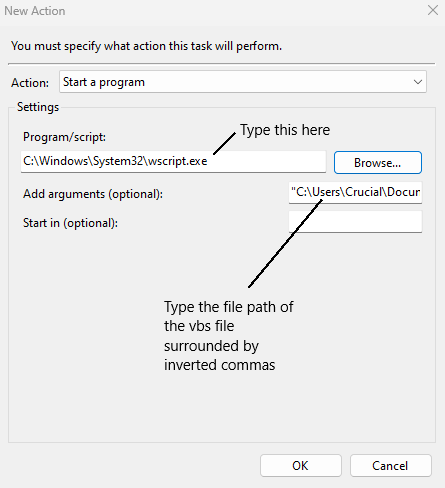 New Action
You must specify what action this task will perform.
Action: Start a program
Settings
Program/script:
Type this here
C:\Windows\System32\wscript.exe
Browse...
Add arguments (optional): "C:\Users\Crucial\Docur
Start in (optional):
Type the file path of
the vbs file
surrounded by
inverted commas
OK Cancel